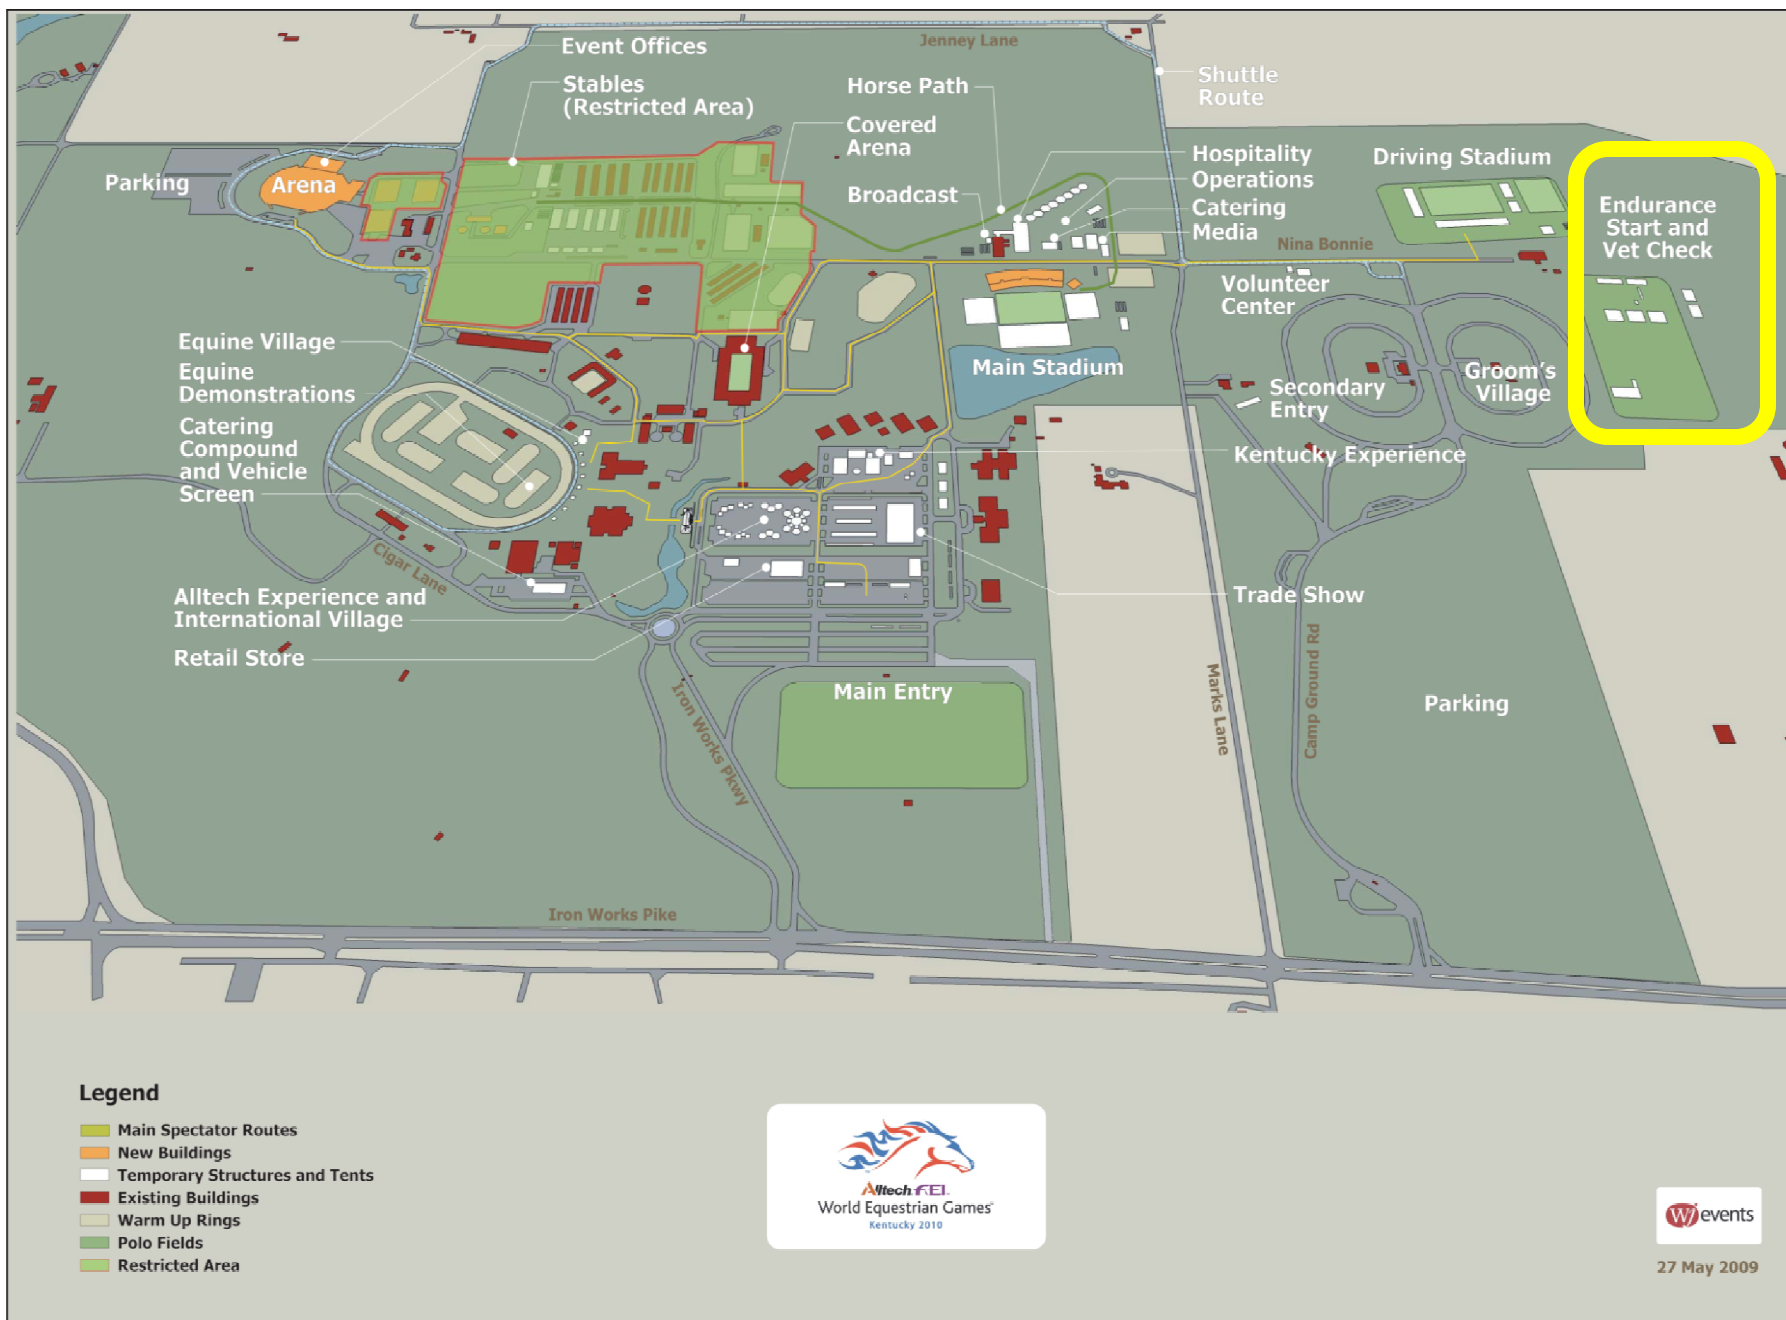 Jenney Lane
Event Offices
Stables
(Restricted Area)
Horse Path
Covered
Arena
Shuttle
Route
Broadcast
Hospitality
Operations
Catering
Media
Driving Stadium
Endurance
Start and
Vet Check
Parking
Arena
Nina Bonnie
Volunteer
Center
Equine Village
Equine
Demonstrations
Catering
Compound
and Vehicle
Screen
Main Stadium
Secondary
Entry
Groom's
Village
Kentucky Experience
Cigar Lane
Alltech Experience and
International Village
Retail Store
Trade Show
Main Entry
Iron Works Pkwy
Marks Lane
Camp Ground Rd
Parking
Iron Works Pike
Legend
Main Spectator Routes
New Buildings
Temporary Structures and Tents
Existing Buildings
Warm Up Rings
Polo Fields
Restricted Area
Alltech FEI
World Equestrian Games
Kentucky 2010
WJ events
27 May 2009